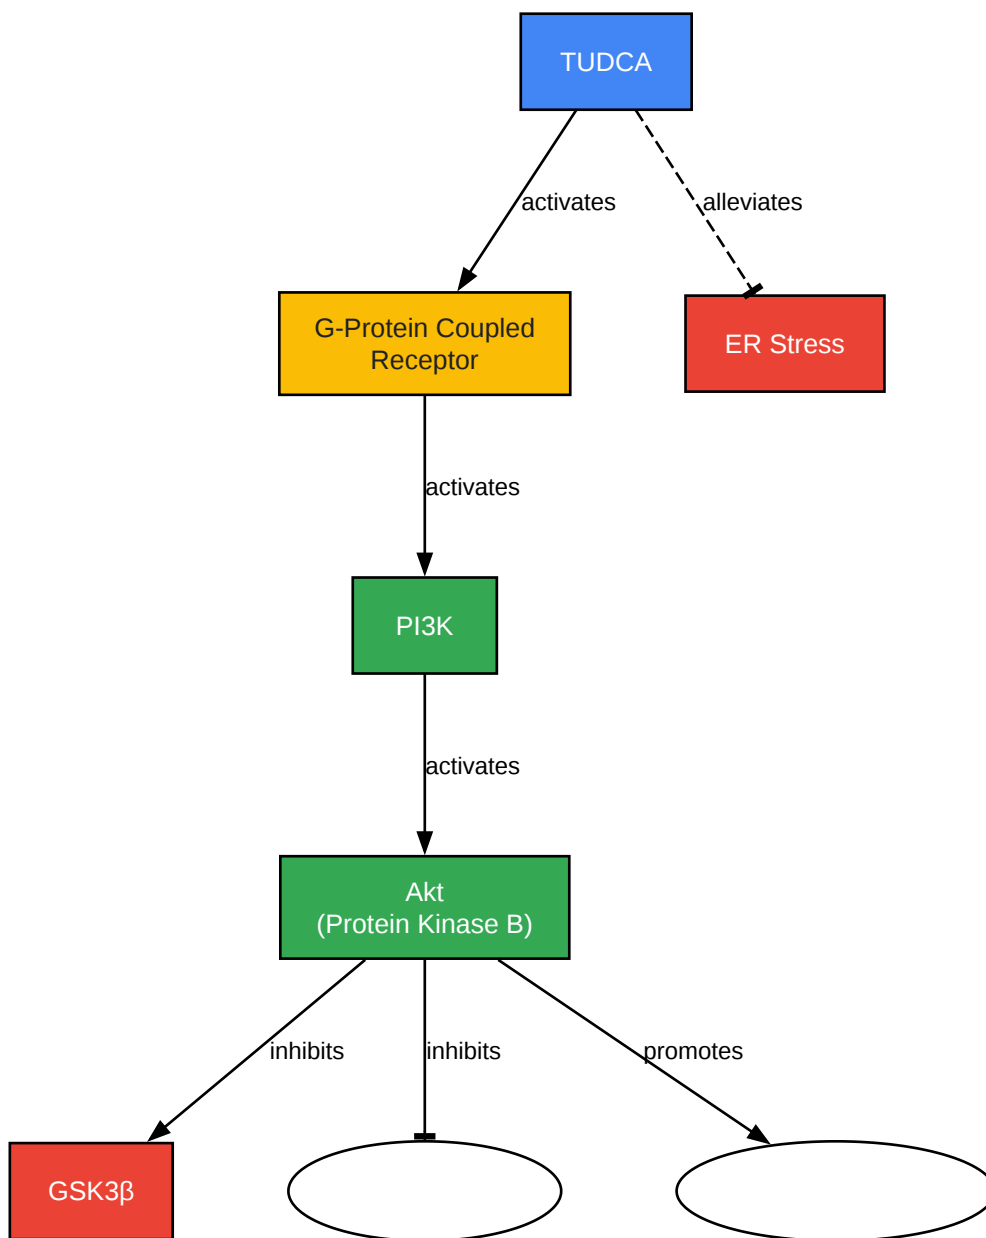 TUDCA
activates
alleviates
G-Protein Coupled
Receptor
ER Stress
activates
PI3K
activates
Akt
(Protein Kinase B)
inhibits
inhibits
promotes
GSK3β